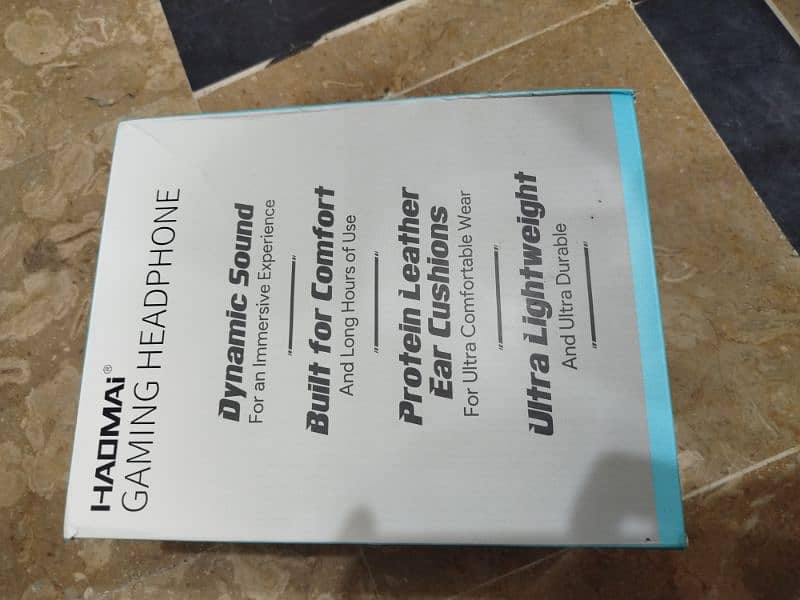 HAOMAi®
GAMING HEADPHONE
Dynamic Sound
For an Immersive Experience
Built for Comfort
And Long Hours of Use
Protein Leather
Ear Cushions
For Ultra Comfortable Wear
Ultra Lightweight
And Ultra Durable